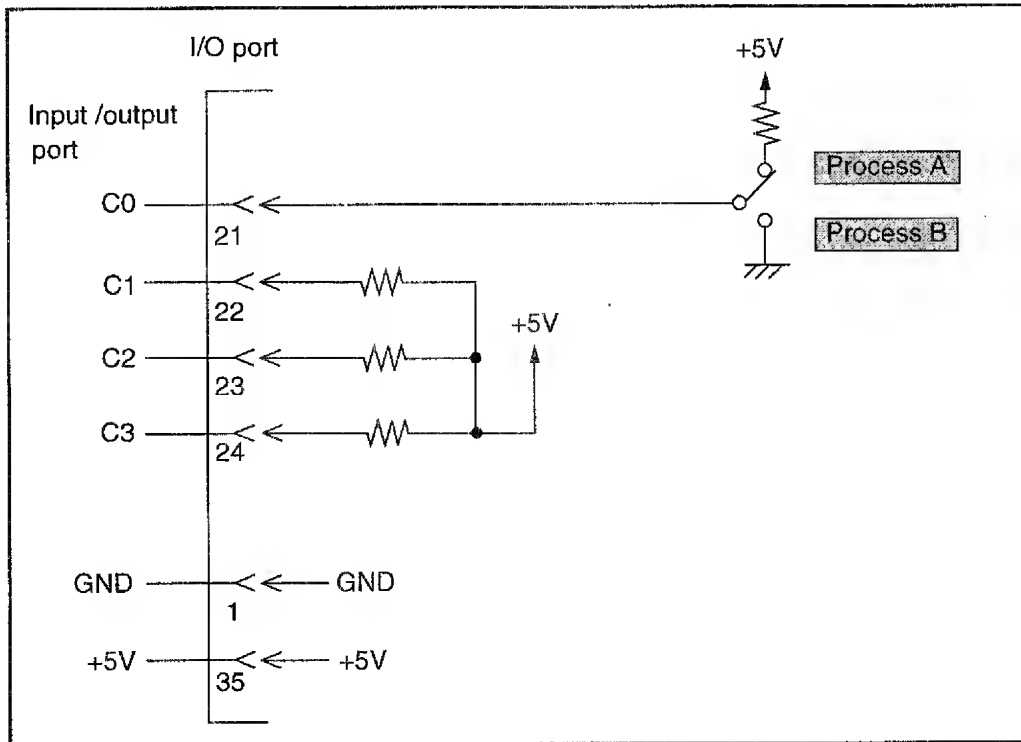 I/O port
+5V
Input /output
port
Process A
C0
21
Process B
C1
22
+5V
C2
23
C3
24
GND
GND
1
+5V
+5V
35